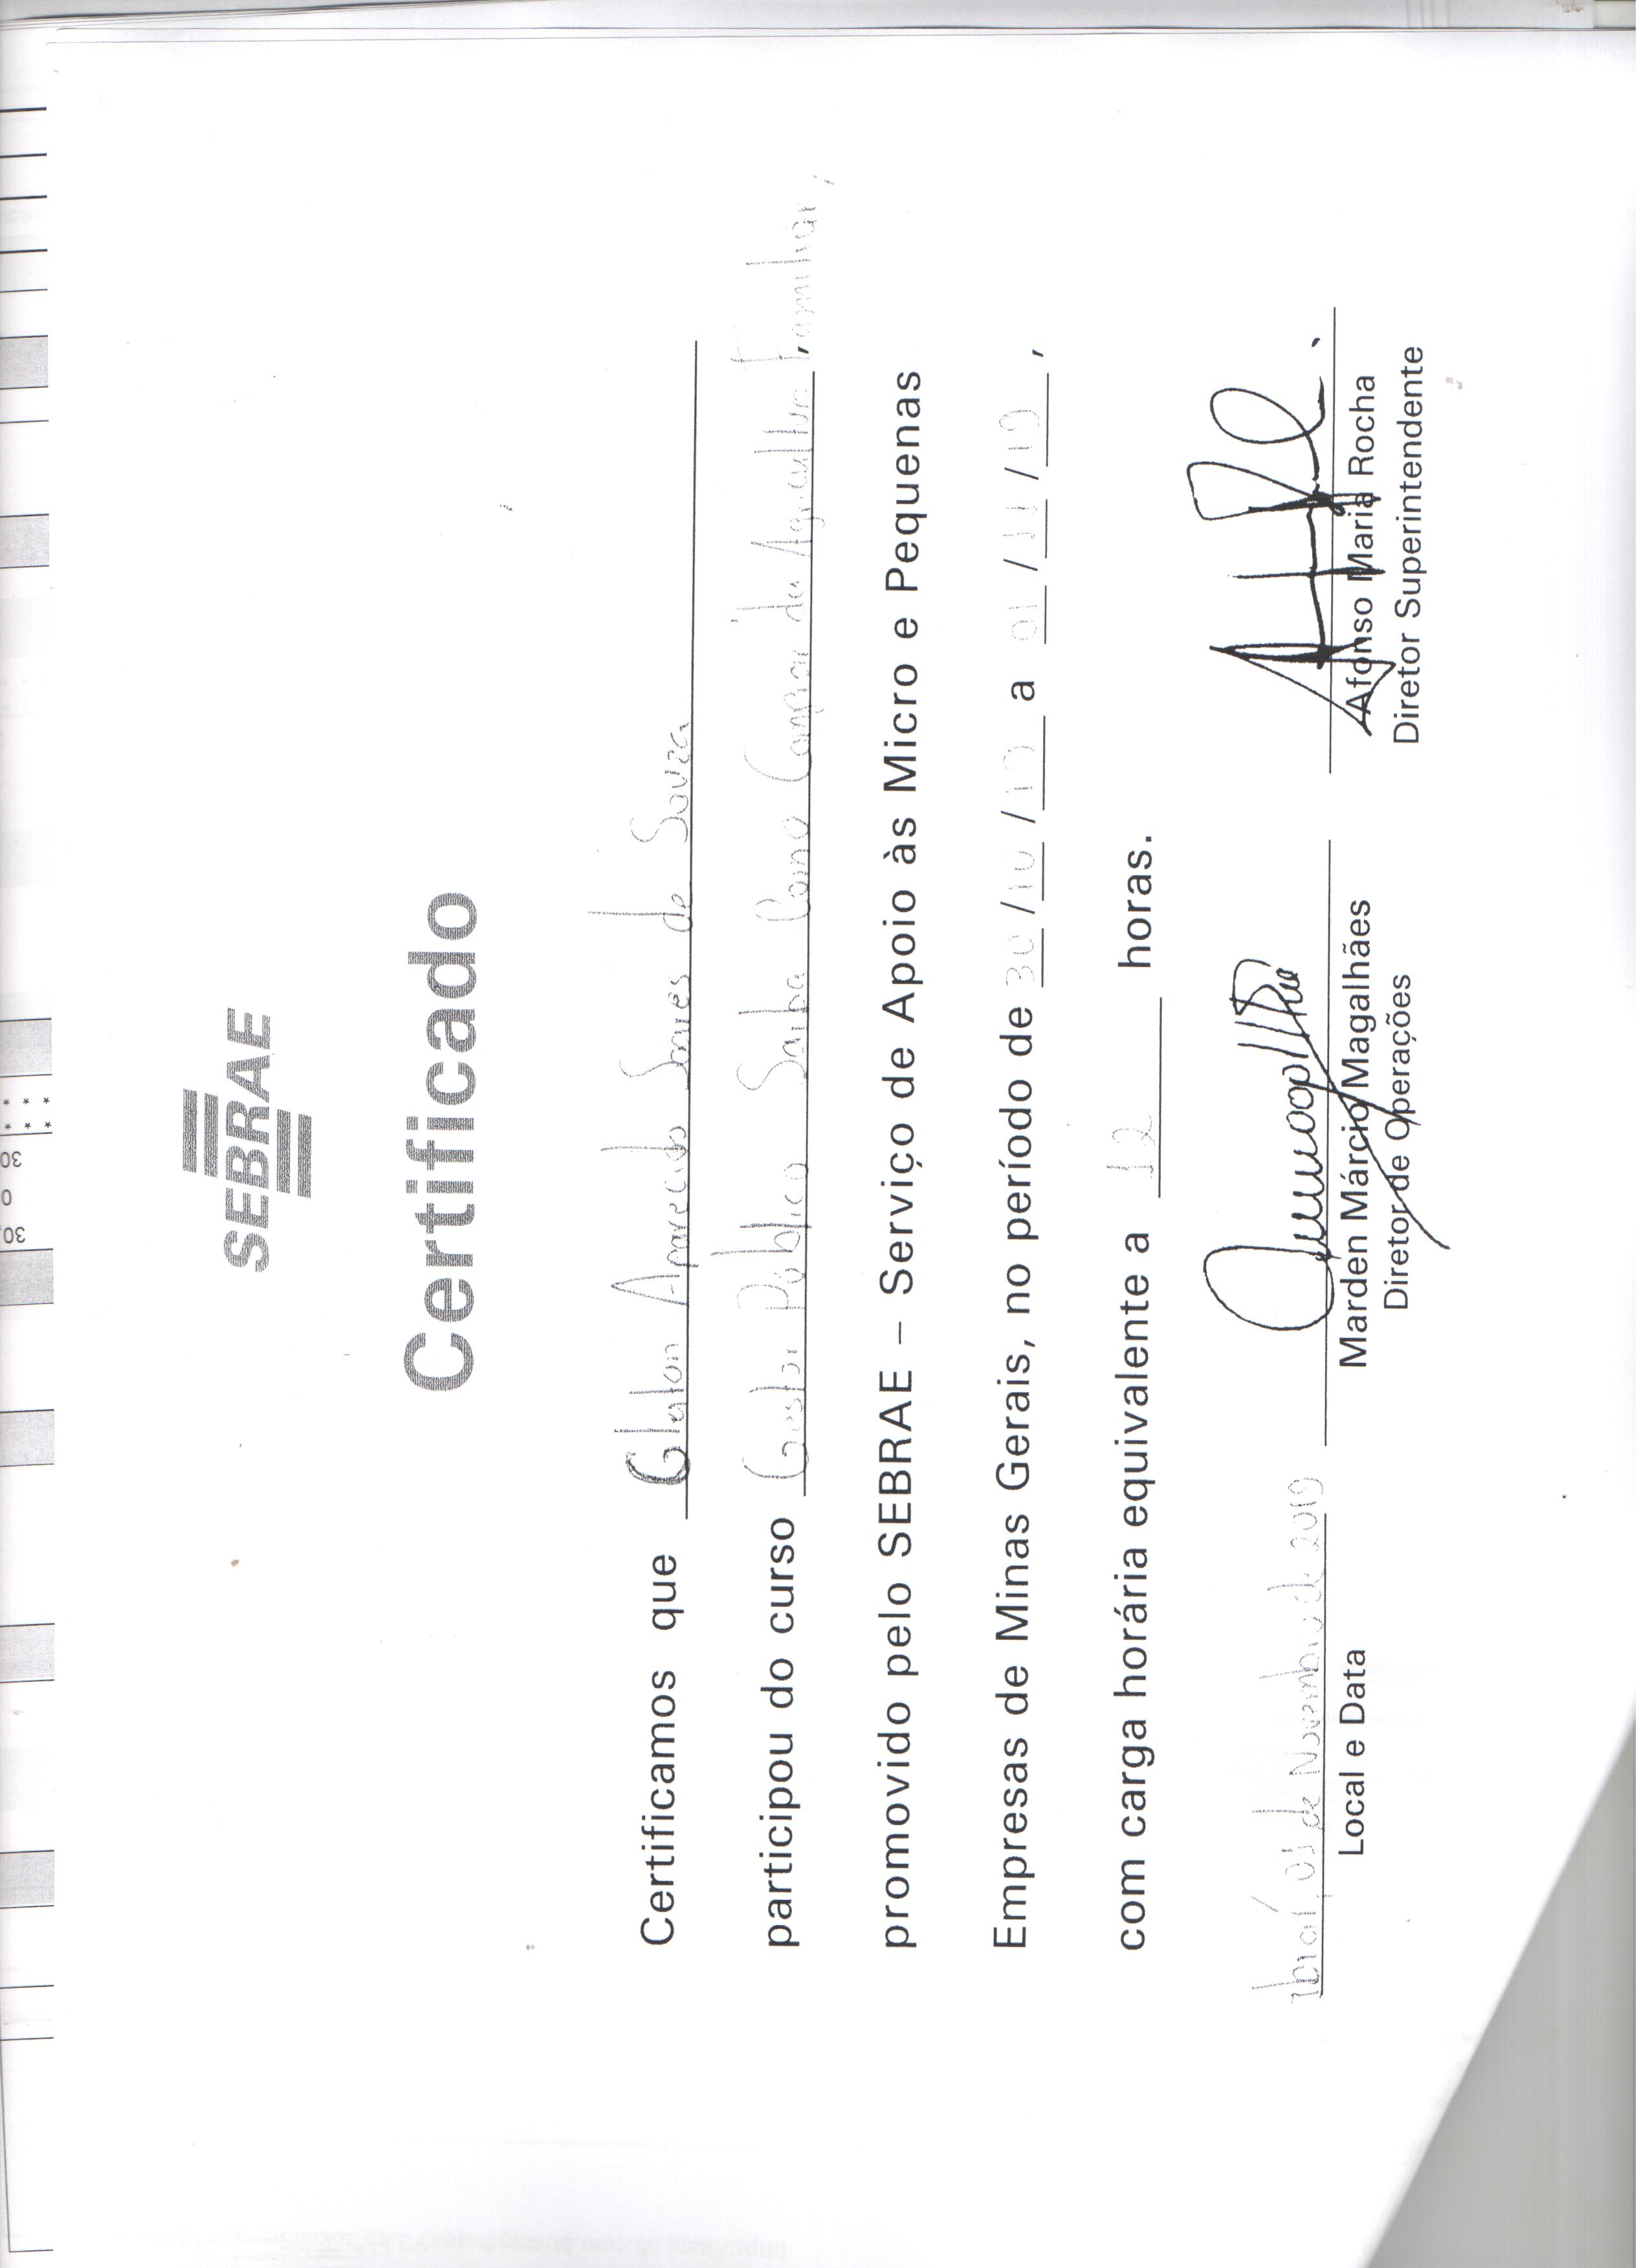 30
0
30
* * *
* * *
SEBRAE
Certificado
Certificamos que Aparecido Soares de Souza
participou do curso Gestor Público Saiba Como Comprar da Agricultura Familiar,
promovido pelo SEBRAE – Serviço de Apoio às Micro e Pequenas
Empresas de Minas Gerais, no período de 30/10/19 a 01/11/19,
com carga horária equivalente a 12 horas.
Ibiaí, 01 de Novembro de 2019
Local e Data
Marden Márcio Magalhães
Diretor de Operações
Afonso Maria Rocha
Diretor Superintendente